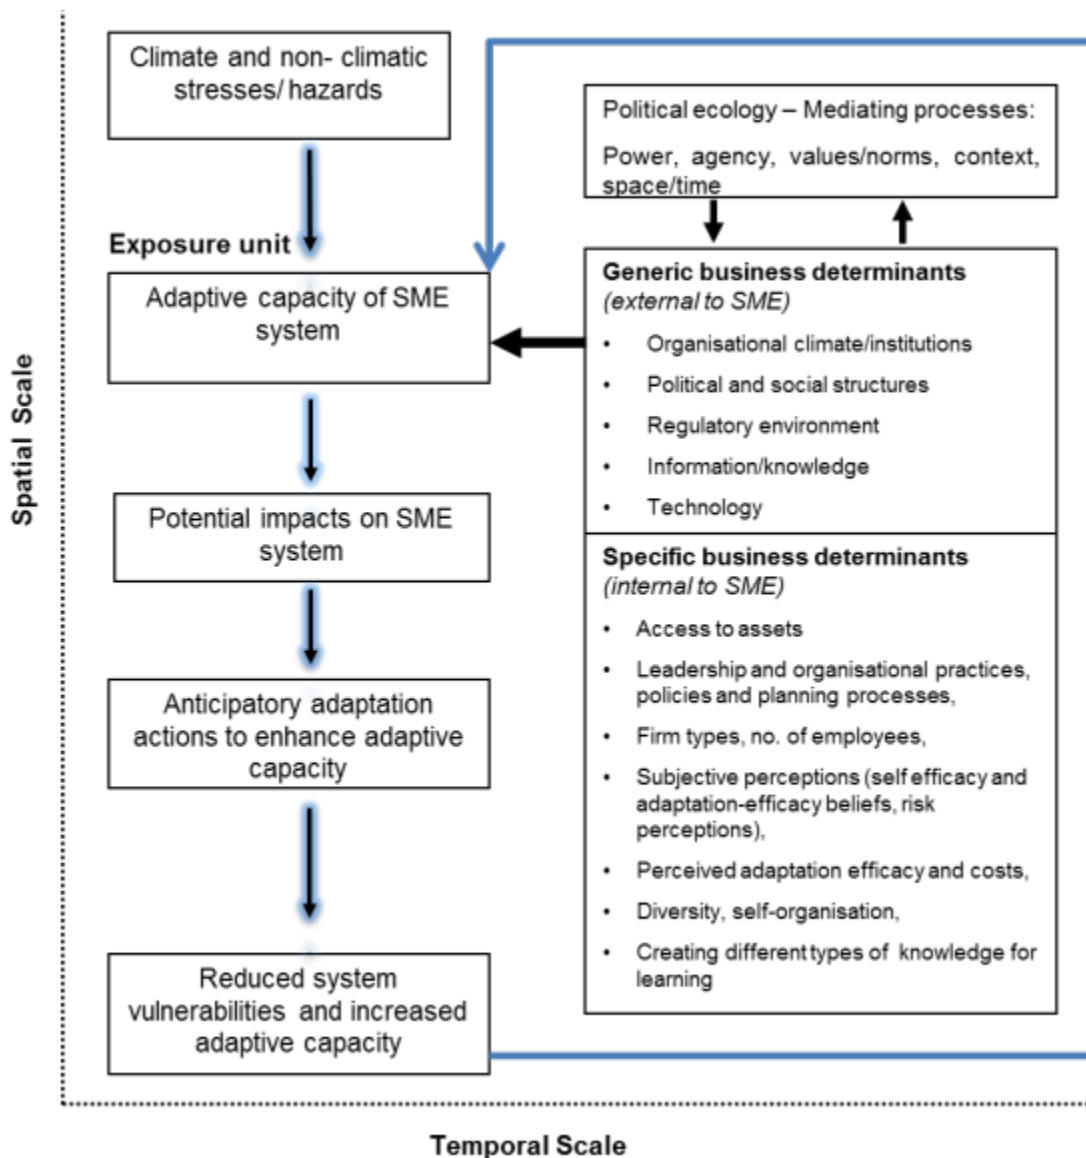 Climate and non- climatic
stresses/ hazards
Political ecology – Mediating processes:
Power, agency, values/norms, context,
space/time
Exposure unit
Adaptive capacity of SME
system
Generic business determinants
(external to SME)
• Organisational climate/institutions
• Political and social structures
• Regulatory environment
• Information/knowledge
• Technology
Potential impacts on SME
system
Specific business determinants
(internal to SME)
• Access to assets
• Leadership and organisational practices,
policies and planning processes,
• Firm types, no. of employees,
• Subjective perceptions (self efficacy and
adaptation-efficacy beliefs, risk
perceptions),
• Perceived adaptation efficacy and costs,
• Diversity, self-organisation,
• Creating different types of knowledge for
learning
Anticipatory adaptation
actions to enhance adaptive
capacity
Reduced system
vulnerabilities and increased
adaptive capacity
Spatial Scale
Temporal Scale